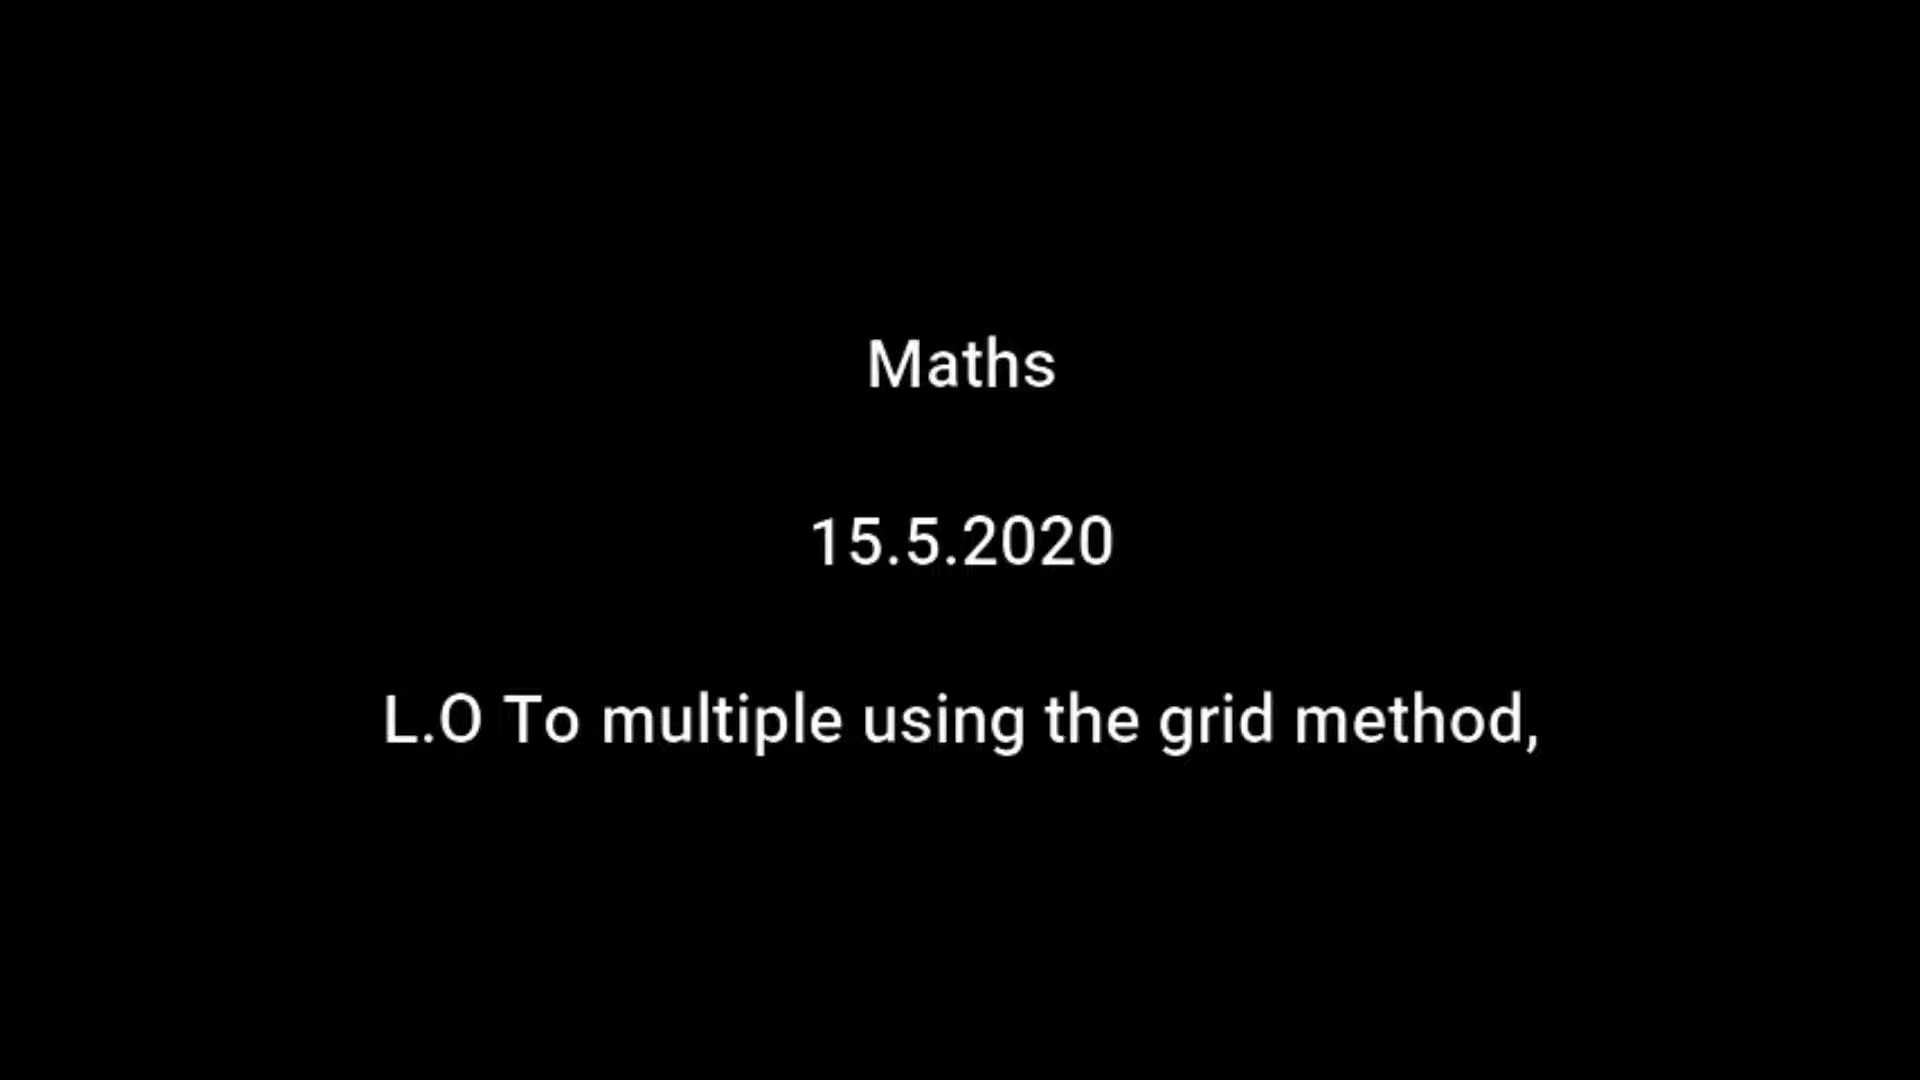 Maths
15.5.2020
L.O To multiple using the grid method,